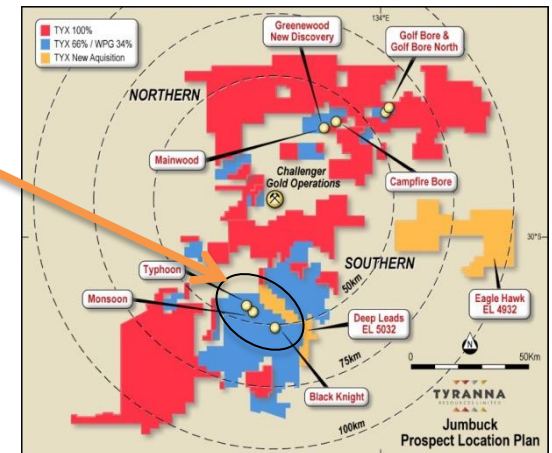 TYX 100%
TYX 66% / WPG 34%
TYX New Aquisition
Greenewood
New Discovery
134°E
Golf Bore &
Golf Bore North
NORTHERN
Mainwood
Challenger
Gold Operations
Campfire Bore
30°S
SOUTHERN
Typhoon
50km
Monsoon
Deep Leads
EL 5032
Eagle Hawk
EL 4932
75km
Black Knight
100km
N
0
50Km
TYRANNA
RESOURCES LIMITED
Jumbuck
Prospect Location Plan